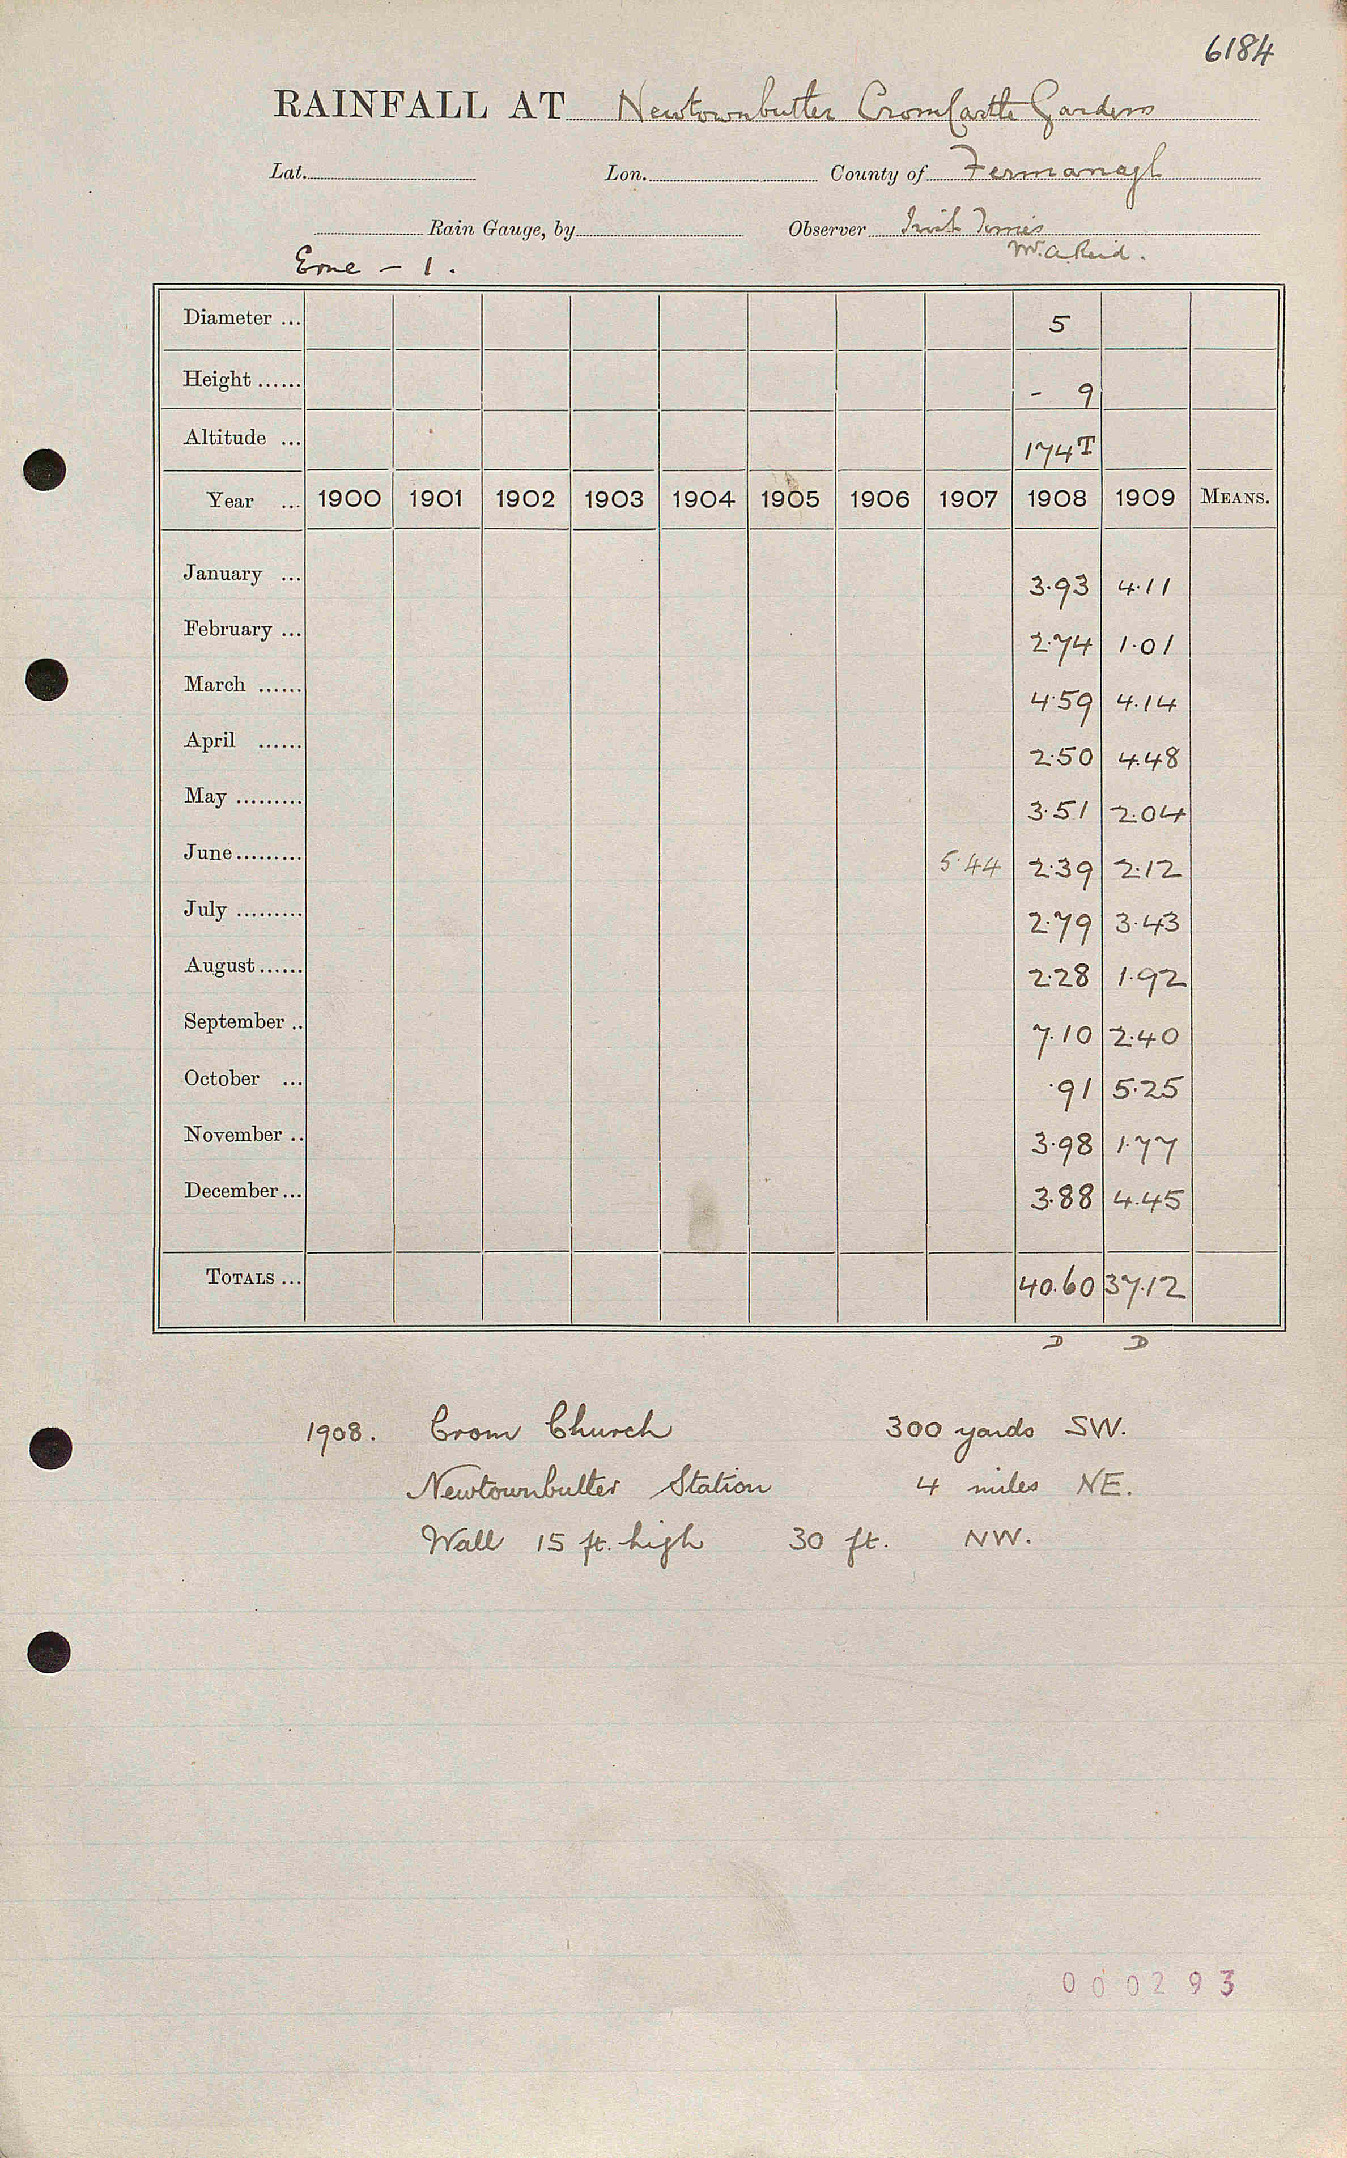 6184
RAINFALL AT Newtownbutler Crom Castle Gardens
Lat. Lon. County of Fermanagh
Rain Gauge, by Observer Irish Times
W. A. Reid.
Erne - 1.
Diameter ... 5
Height ...... - 9
Altitude ... 174 T
Year ... 1900 1901 1902 1903 1904 1905 1906 1907 1908 1909 MEANS.
January ... 3.93 4.11
February ... 2.74 1.01
March ...... 4.59 4.14
April ...... 2.50 4.48
May ......... 3.51 2.04
June ......... 5.44 2.39 2.12
July ......... 2.79 3.43
August ...... 2.28 1.92
September .. 7.10 2.40
October ... .91 5.25
November .. 3.98 1.77
December ... 3.88 4.45
TOTALS ... 40.60 37.12
D D
1908. Crom Church 300 yards SW.
Newtownbutler Station 4 miles NE.
Wall 15 ft. high 30 ft. NW.
000293